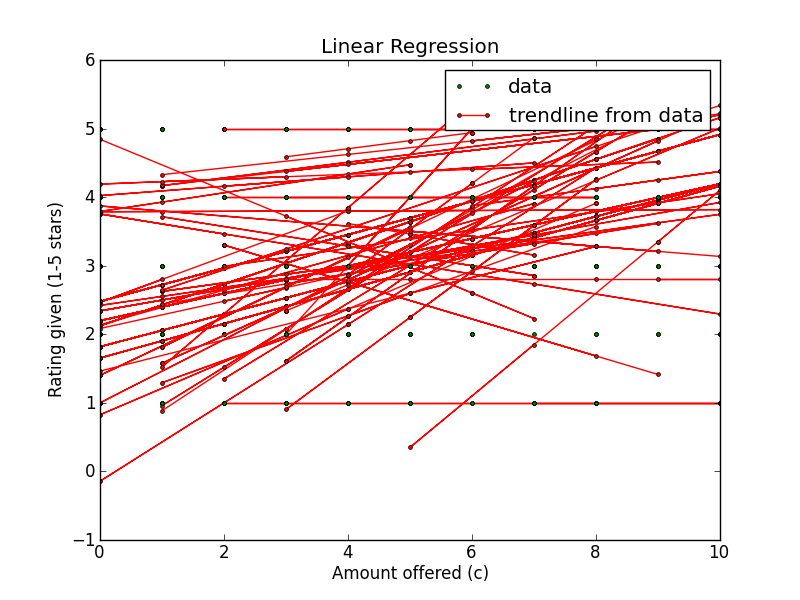 Linear Regression
data
trendline from data
6
5
4
3
2
1
0
−1
Rating given (1-5 stars)
0 2 4 6 8 10
Amount offered (c)